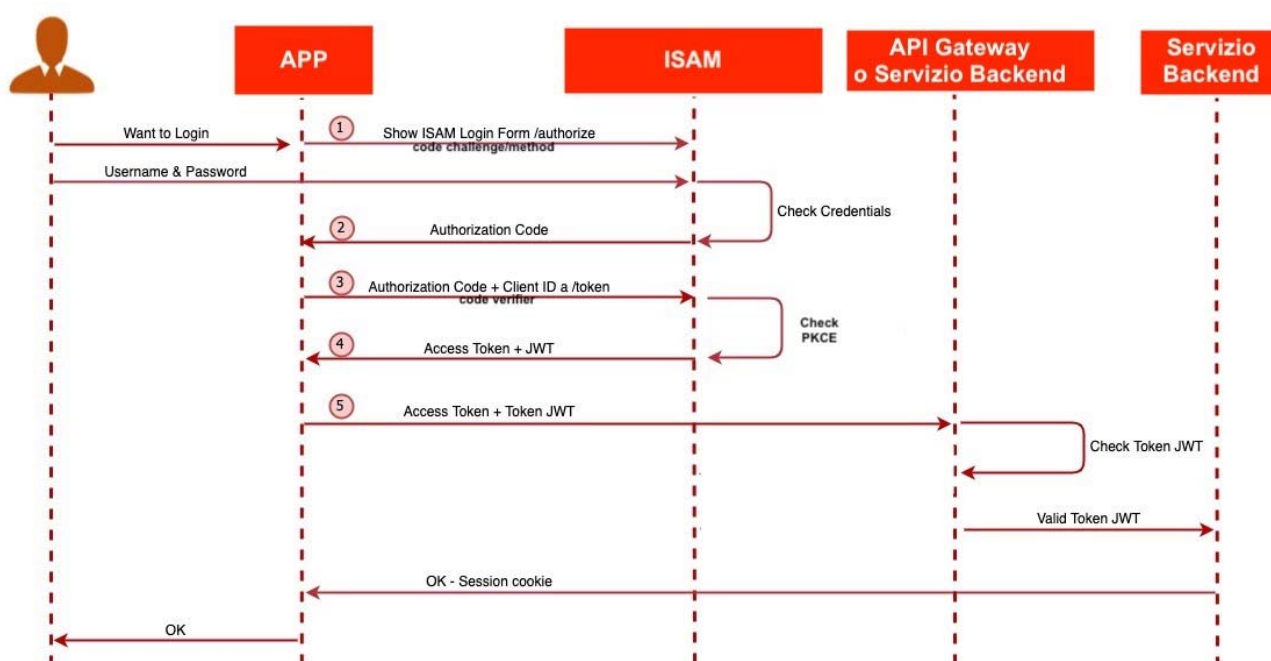 APP
ISAM
API Gateway
o Servizio Backend
Servizio
Backend
Want to Login
1
Show ISAM Login Form /authorize
code challenge/method
Username & Password
Check Credentials
2
Authorization Code
3
Authorization Code + Client ID a /token
code verifier
Check
PKCE
4
Access Token + JWT
5
Access Token + Token JWT
Check Token JWT
Valid Token JWT
OK - Session cookie
OK